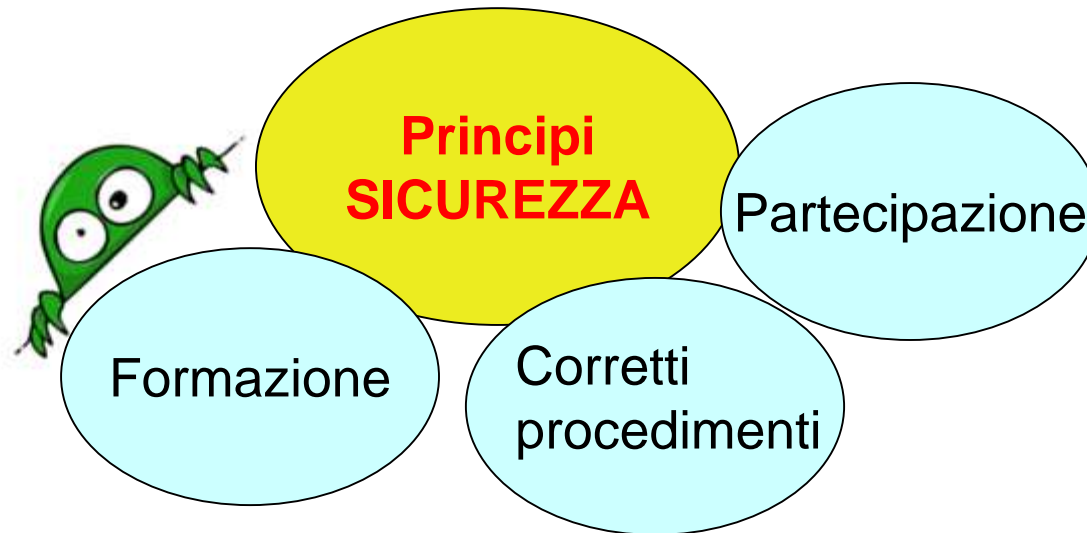 Principi
SICUREZZA
Partecipazione
Formazione
Corretti
procedimenti